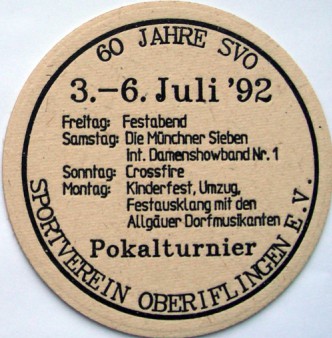 60 JAHRE SVO
3.-6. Juli '92
Freitag: Festabend
Samstag: Die Münchner Sieben
Int. Damenshowband Nr. 1
Sonntag: Crossfire
Montag: Kinderfest, Umzug,
Festausklang mit den
Allgäuer Dorfmusikanten
Pokalturnier
SPORTVEREIN OBERIFLINGEN E.V.